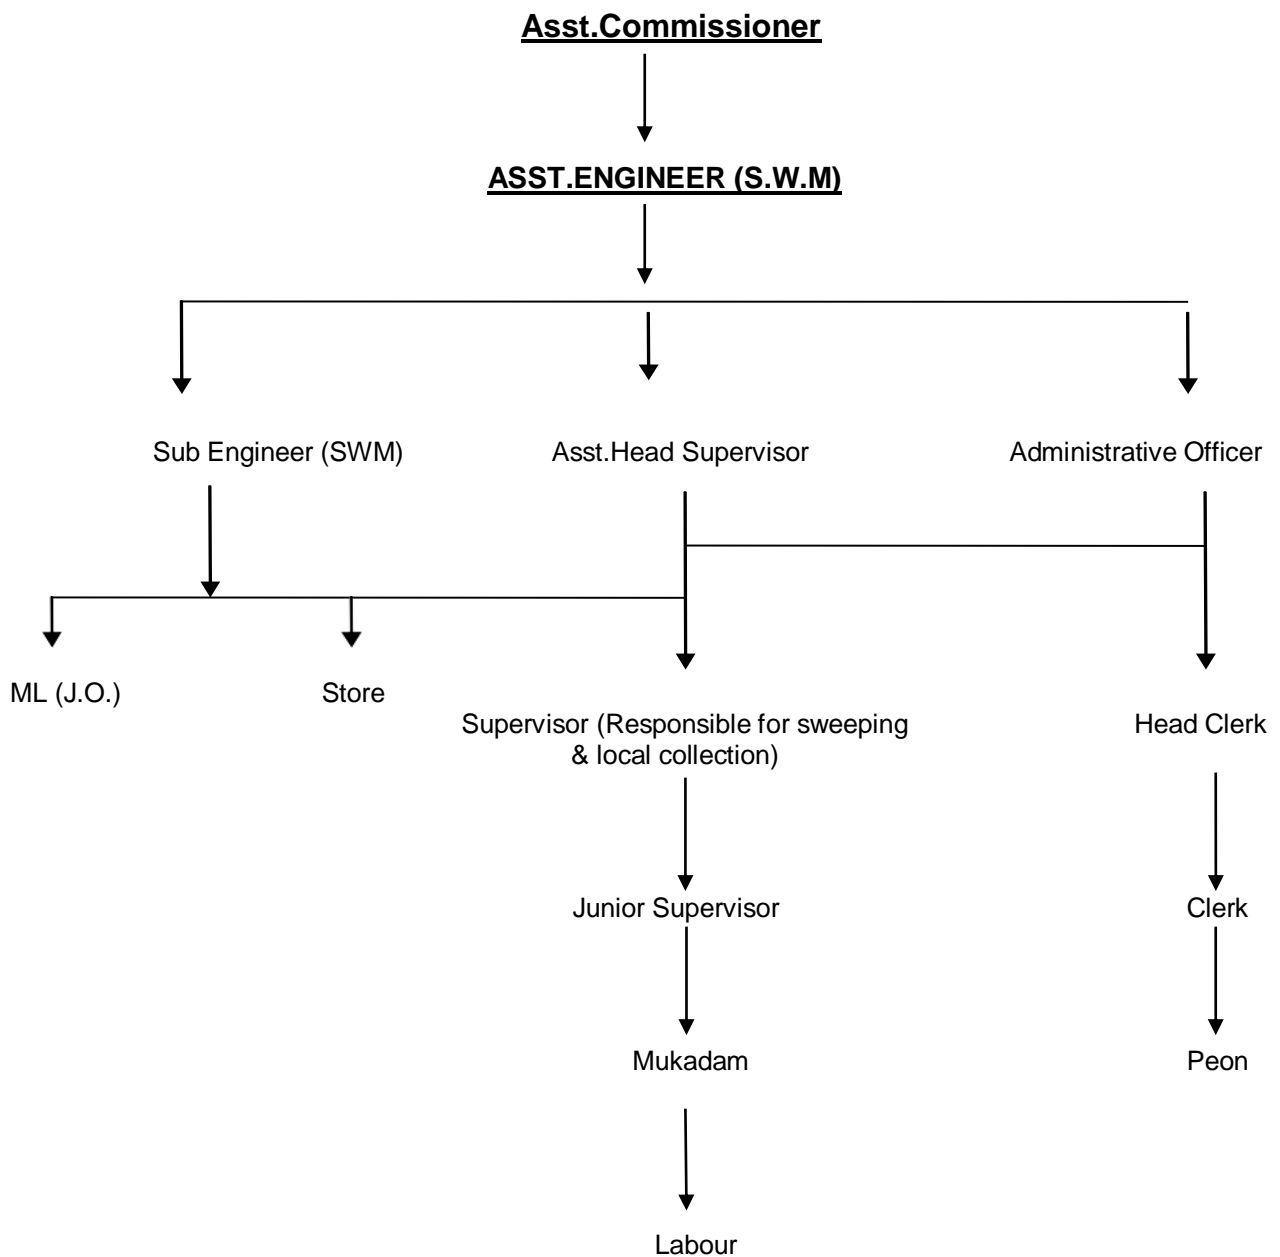 Asst.Commissioner
ASST.ENGINEER (S.W.M)
Sub Engineer (SWM)
Asst.Head Supervisor
Administrative Officer
ML (J.O.)
Store
Supervisor (Responsible for sweeping
& local collection)
Head Clerk
Junior Supervisor
Clerk
Mukadam
Peon
Labour